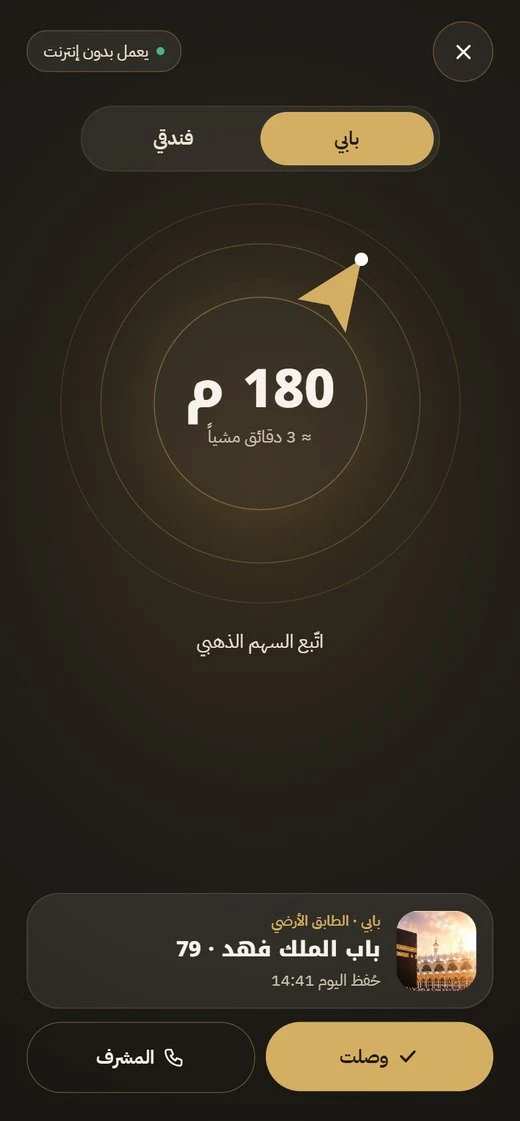 يعمل بدون إنترنت
بابي
فندقي
180 م
≈ 3 دقائق مشياً
اتّبع السهم الذهبي
بابي · الطابق الأرضي
باب الملك فهد · 79
حُفظ اليوم 14:41
وصلت
المشرف